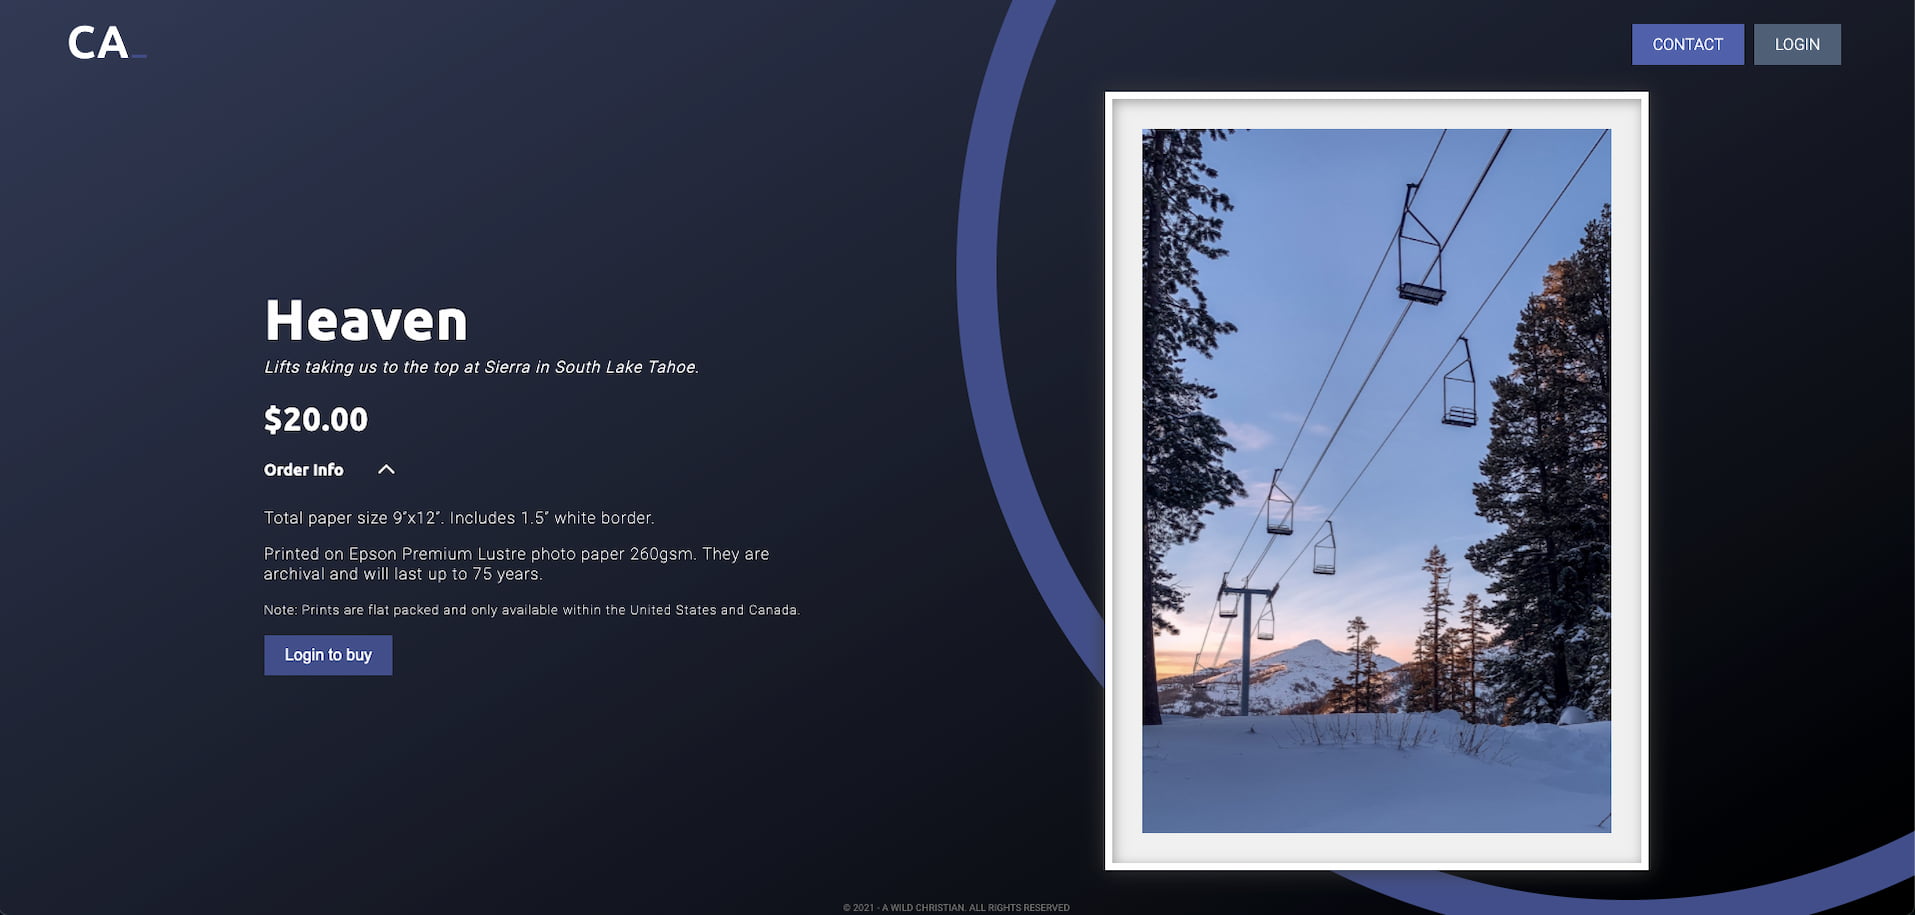 CA_
CONTACT
LOGIN
Heaven
Lifts taking us to the top at Sierra in South Lake Tahoe.
$20.00
Order Info
Total paper size 9”x12”. Includes 1.5” white border.
Printed on Epson Premium Lustre photo paper 260gsm. They are
archival and will last up to 75 years.
Note: Prints are flat packed and only available within the United States and Canada.
Login to buy
© 2021 - A WILD CHRISTIAN. ALL RIGHTS RESERVED